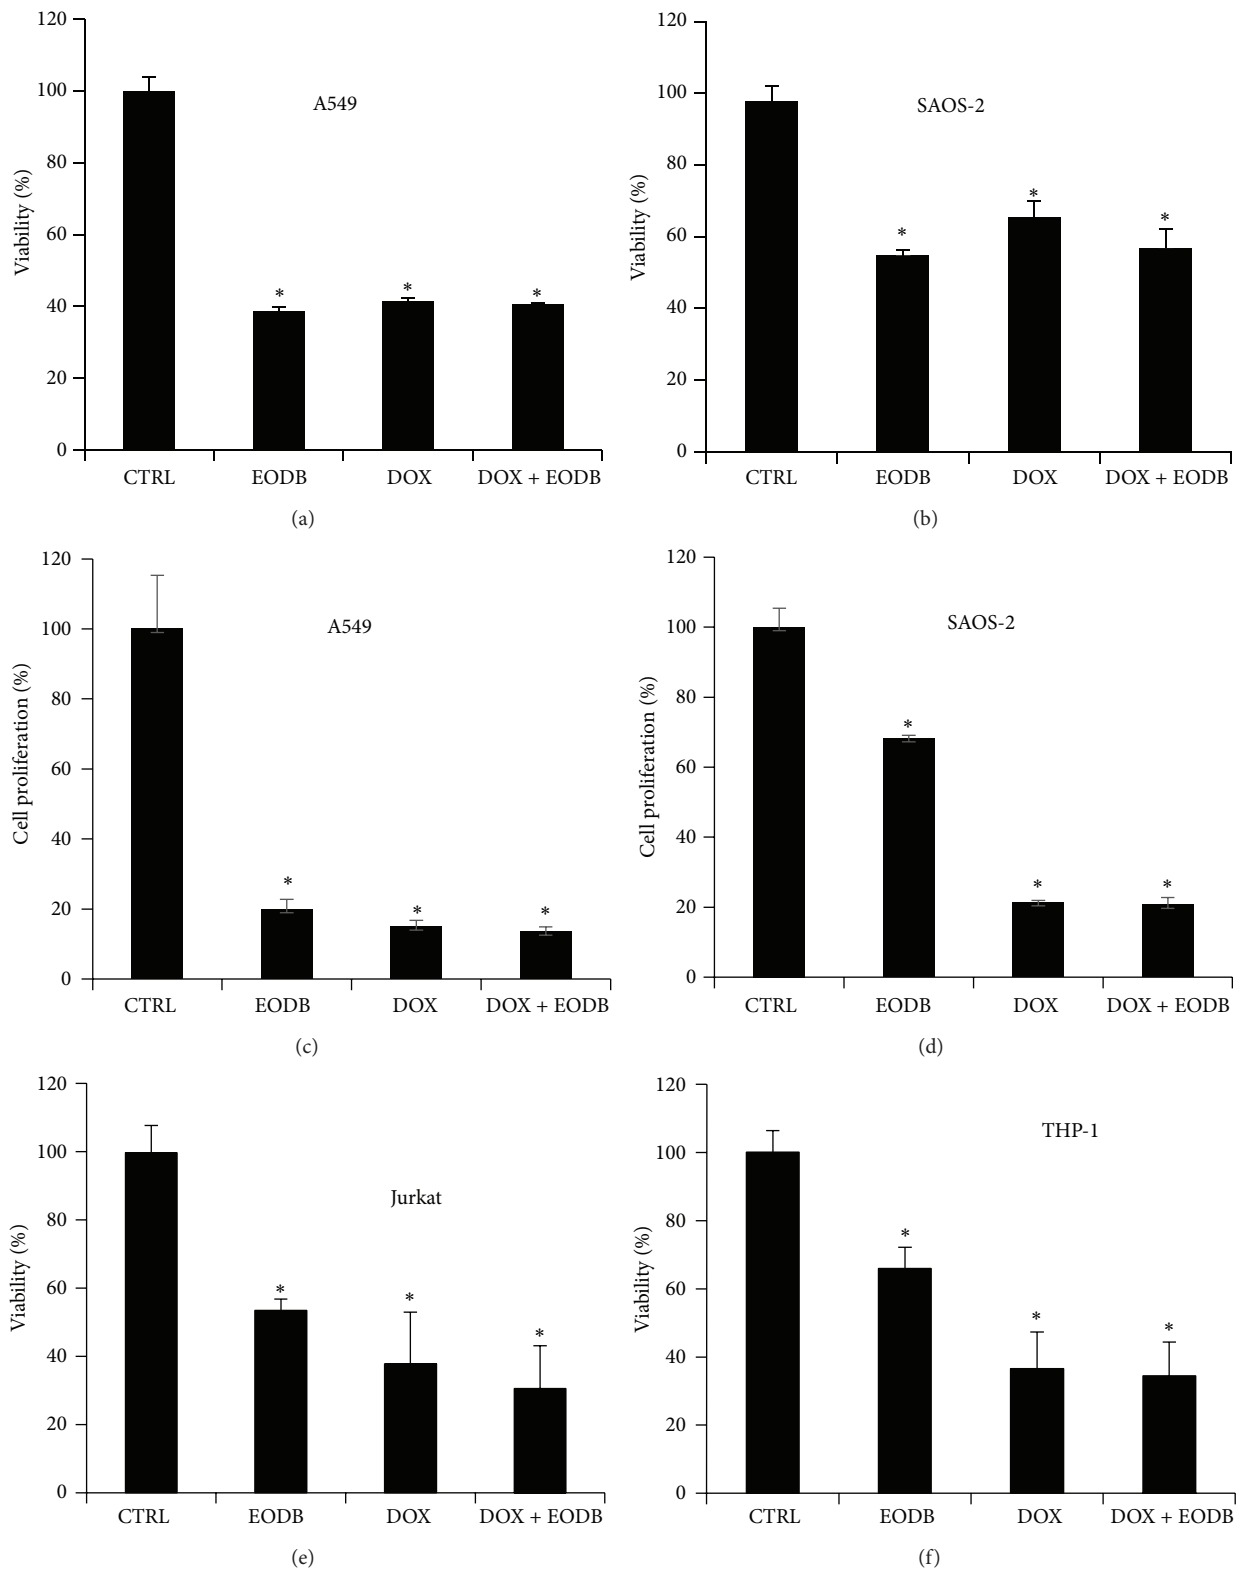 120
100
80
60
40
20
0
Viability (%)
A549
*
*
*
CTRL
EODB
DOX
DOX + EODB
(a)
120
100
80
60
40
20
0
Viability (%)
SAOS-2
*
*
*
CTRL
EODB
DOX
DOX + EODB
(b)
120
100
80
60
40
20
0
Cell proliferation (%)
A549
*
*
*
CTRL
EODB
DOX
DOX + EODB
(c)
120
100
80
60
40
20
0
Cell proliferation (%)
SAOS-2
*
*
*
CTRL
EODB
DOX
DOX + EODB
(d)
120
100
80
60
40
20
0
Viability (%)
Jurkat
*
*
*
CTRL
EODB
DOX
DOX + EODB
(e)
120
100
80
60
40
20
0
Viability (%)
THP-1
*
*
*
CTRL
EODB
DOX
DOX + EODB
(f)